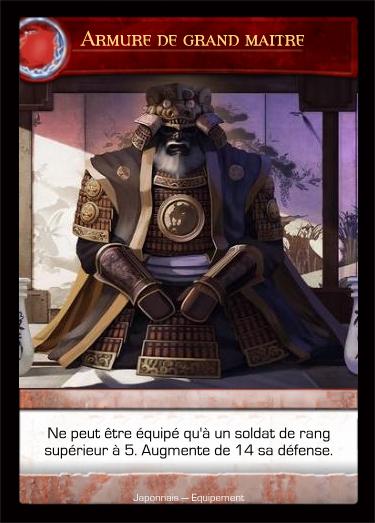 Armure de grand maitre
Ne peut être équipé qu'à un soldat de rang
supérieur à 5. Augmente de 14 sa défense.
Japonnais — Equipement